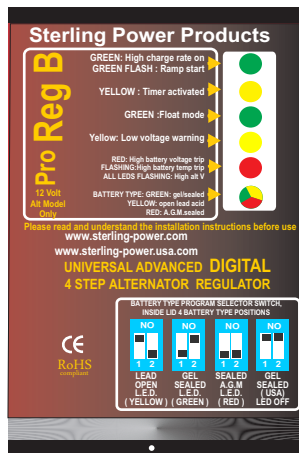 Sterling Power Products
Pro Reg B
12 Volt
Alt Model
Only
GREEN: High charge rate on
GREEN FLASH : Ramp start
YELLOW : Timer activated
GREEN :Float mode
Yellow: Low voltage warning
RED: High battery voltage trip
FLASHING:High battery temp trip
ALL LEDS FLASHING: High alt V
BATTERY TYPE: GREEN: gel/sealed
YELLOW: open lead acid
RED: A.G.M.sealed
Please read and understand the installation instructions before use
www.sterling-power.com
www.sterling-power.usa.com
UNIVERSAL ADVANCED DIGITAL
4 STEP ALTERNATOR REGULATOR
BATTERY TYPE PROGRAM SELECTOR SWITCH.
INSIDE LID 4 BATTERY TYPE POSITIONS
NO NO NO NO
1 2 1 2 1 2 1 2
LEAD
OPEN
L.E.D.
( YELLOW )
GEL
SEALED
L.E.D.
( GREEN )
SEALED
A.G.M
L.E.D.
( RED )
GEL
SEALED
( USA)
LED OFF
CE
RoHS
compliant